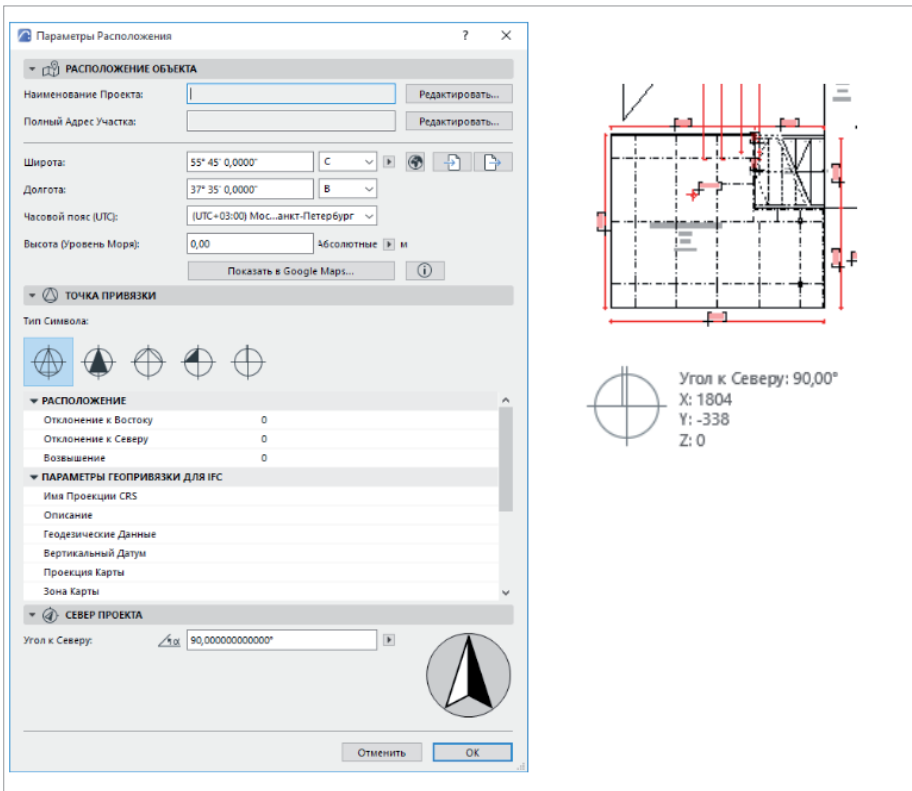 Параметры Расположения
? ×
РАСПОЛОЖЕНИЕ ОБЪЕКТА
Наименование Проекта: Редактировать...
Полный Адрес Участка: Редактировать...
Широта: 55° 45' 0,0000" С
Долгота: 37° 35' 0,0000" В
Часовой пояс (UTC): (UTC+03:00) Мос...анкт-Петербург
Высота (Уровень Моря): 0,00 Абсолютные м
Показать в Google Maps...
ТОЧКА ПРИВЯЗКИ
Тип Символа:
РАСПОЛОЖЕНИЕ
Отклонение к Востоку 0
Отклонение к Северу 0
Возвышение 0
ПАРАМЕТРЫ ГЕОПРИВЯЗКИ ДЛЯ IFC
Имя Проекции CRS
Описание
Геодезические Данные
Вертикальный Датум
Проекция Карты
Зона Карты
СЕВЕР ПРОЕКТА
Угол к Северу: α 90,000000000000°
Отменить OK
Угол к Северу: 90,00°
X: 1804
Y: -338
Z: 0